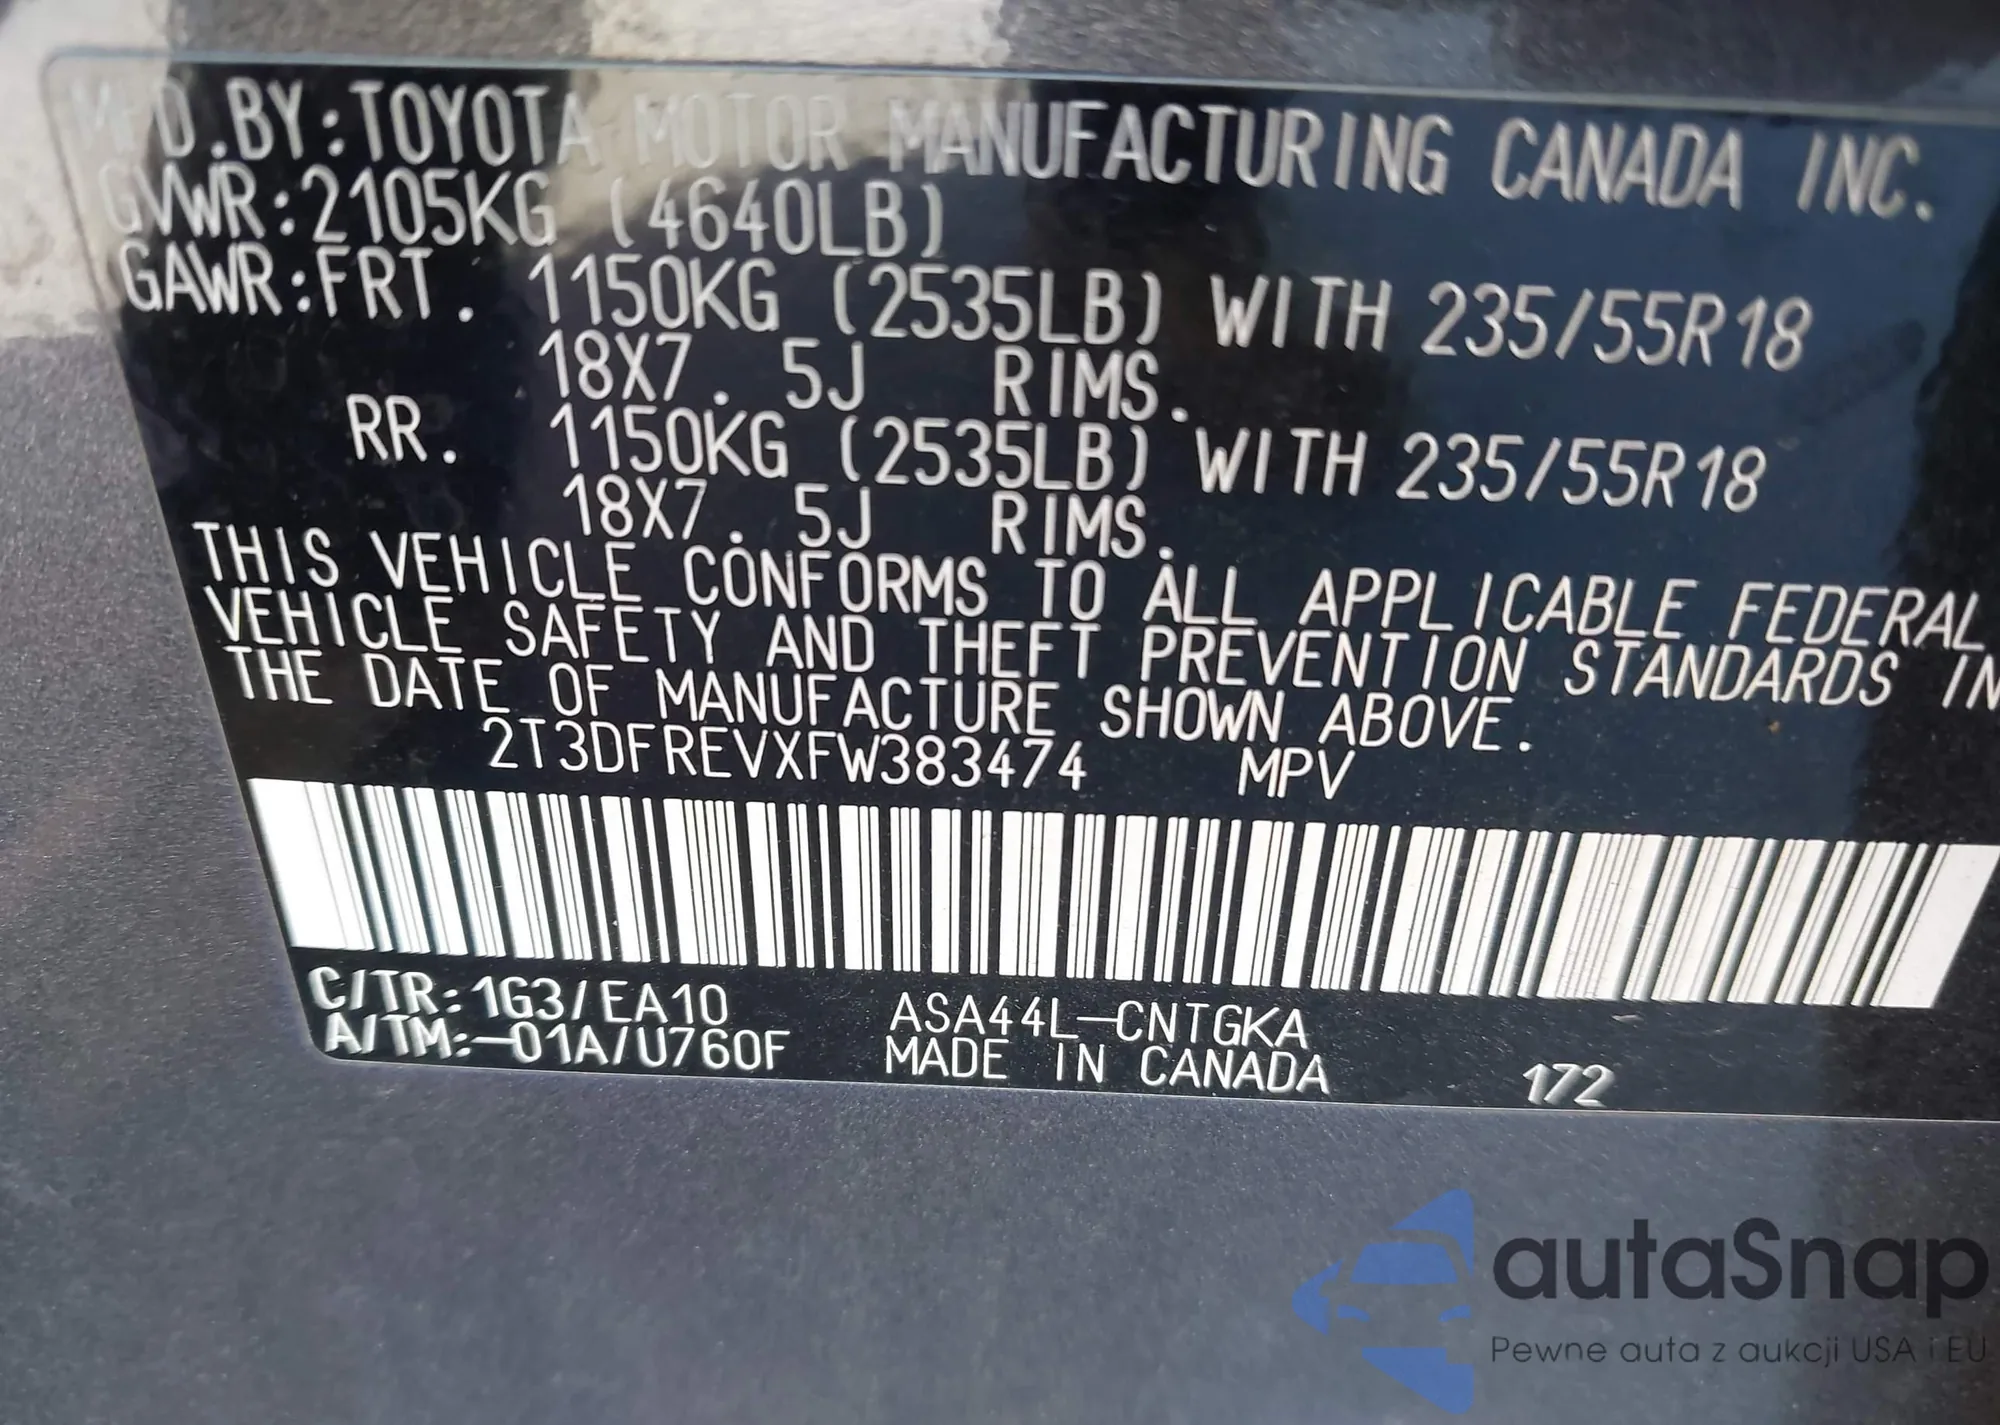 MFD.BY:TOYOTA MOTOR MANUFACTURING CANADA INC.
GVWR:2105KG (4640LB)
GAWR:FRT. 1150KG (2535LB) WITH 235/55R18
18X7.5J RIMS.
RR. 1150KG (2535LB) WITH 235/55R18
18X7.5J RIMS.
THIS VEHICLE CONFORMS TO ALL APPLICABLE FEDERAL
VEHICLE SAFETY AND THEFT PREVENTION STANDARDS IN
THE DATE OF MANUFACTURE SHOWN ABOVE.
2T3DFREVXFW383474 MPV
C/TR:1G3/EA10 ASA44L-CNTGKA
A/TM:-01A/U760F MADE IN CANADA 172
autaSnap
Pewne auta z aukcji USA i EU